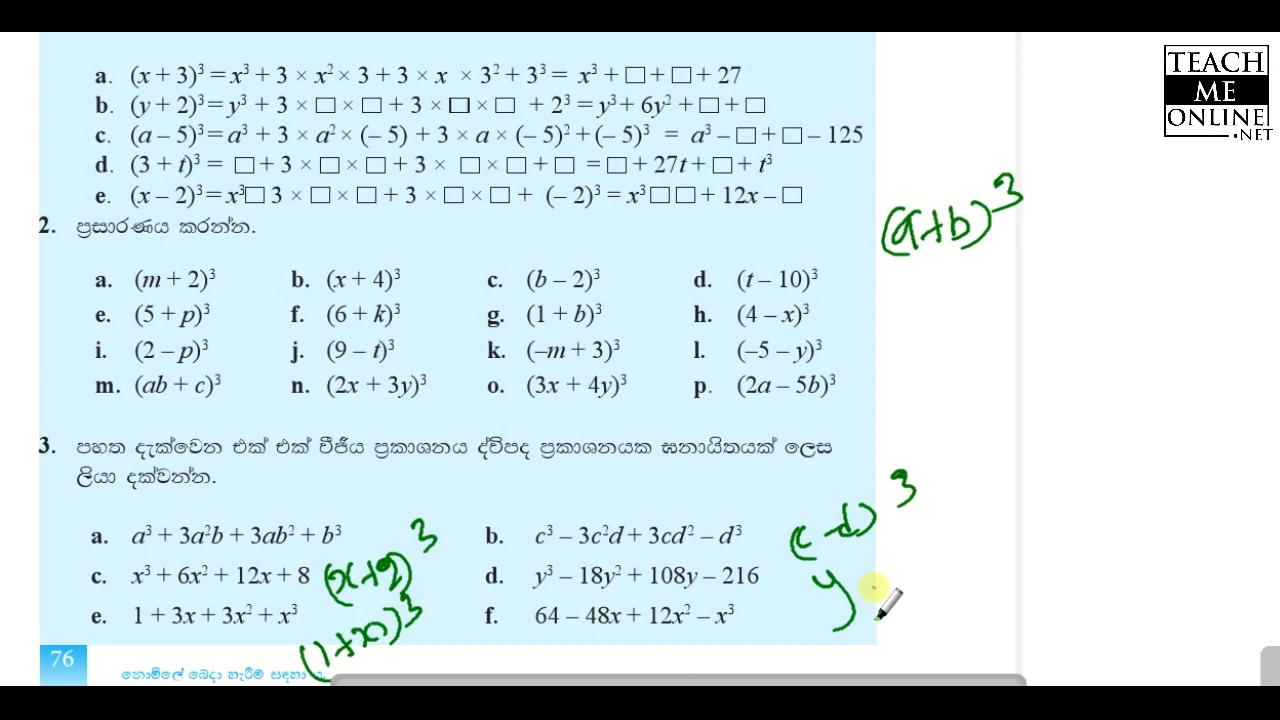 a. (x + 3)³ = x³ + 3 × x² × 3 + 3 × x × 3² + 3³ = x³ + □ + □ + 27
b. (y + 2)³ = y³ + 3 × □ × □ + 3 × □ × □ + 2³ = y³ + 6y² + □ + □
c. (a – 5)³ = a³ + 3 × a² × (– 5) + 3 × a × (– 5)² + (– 5)³ = a³ – □ + □ – 125
d. (3 + t)³ = □ + 3 × □ × □ + 3 × □ × □ + □ = □ + 27t + □ + t³
e. (x – 2)³ = x³ □ 3 × □ × □ + 3 × □ × □ + (– 2)³ = x³ □ □ + 12x – □
TEACH
ME
ONLINE.NET
(a+b)³
2. ප්‍රසාරණය කරන්න.
a. (m + 2)³ b. (x + 4)³ c. (b – 2)³ d. (t – 10)³
e. (5 + p)³ f. (6 + k)³ g. (1 + b)³ h. (4 – x)³
i. (2 – p)³ j. (9 – t)³ k. (–m + 3)³ l. (–5 – y)³
m. (ab + c)³ n. (2x + 3y)³ o. (3x + 4y)³ p. (2a – 5b)³
3. පහත දැක්වෙන එක් එක් වීජීය ප්‍රකාශනය ද්විපද ප්‍රකාශනයක ඝනායිතයක් ලෙස
ලියා දක්වන්න.
a. a³ + 3a²b + 3ab² + b³ b. c³ – 3c²d + 3cd² – d³ (c-d)³
c. x³ + 6x² + 12x + 8 (x+2)³ d. y³ – 18y² + 108y – 216 y
e. 1 + 3x + 3x² + x³ (1+x)³ f. 64 – 48x + 12x² – x³
76 නොමිලේ බෙදා හැරීම සඳහා ය.